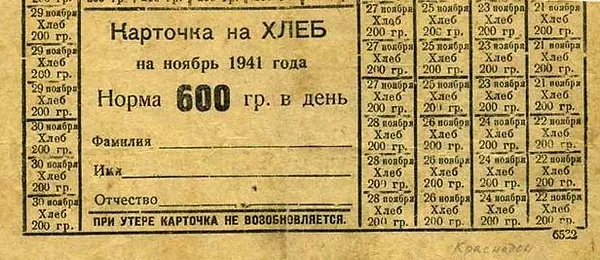 29 ноября
Хлеб
200 гр.
29 ноября
Хлеб
200 гр.
29 ноября
Хлеб
200 гр.
30 ноября
Хлеб
200 гр.
30 ноября
Хлеб
200 гр.
30 ноября
Хлеб
200 гр.
Карточка на ХЛЕБ
на ноябрь 1941 года
Норма 600 гр. в день
Фамилия
Имя
Отчество
ПРИ УТЕРЕ КАРТОЧКА НЕ ВОЗОБНОВЛЯЕТСЯ.
27 ноября 25 ноября 23 ноября 21 ноября
Хлеб Хлеб Хлеб Хлеб
200 гр. 200 гр. 200 гр. 200 гр.
27 ноября 25 ноября 23 ноября 21 ноября
Хлеб Хлеб Хлеб Хлеб
200 гр. 200 гр. 200 гр. 200 гр.
27 ноября 25 ноября 23 ноября 21 ноября
Хлеб Хлеб Хлеб Хлеб
200 гр. 200 гр. 200 гр. 200 гр.
28 ноября 26 ноября 24 ноября 22 ноября
Хлеб Хлеб Хлеб Хлеб
200 гр. 200 гр. 200 гр. 200 гр.
28 ноября 26 ноября 24 ноября 22 ноября
Хлеб Хлеб Хлеб Хлеб
200 гр. 200 гр. 200 гр. 200 гр.
28 ноября 26 ноября 24 ноября 22 ноября
Хлеб Хлеб Хлеб Хлеб
200 гр. 200 гр. 200 гр. 200 гр.
6522